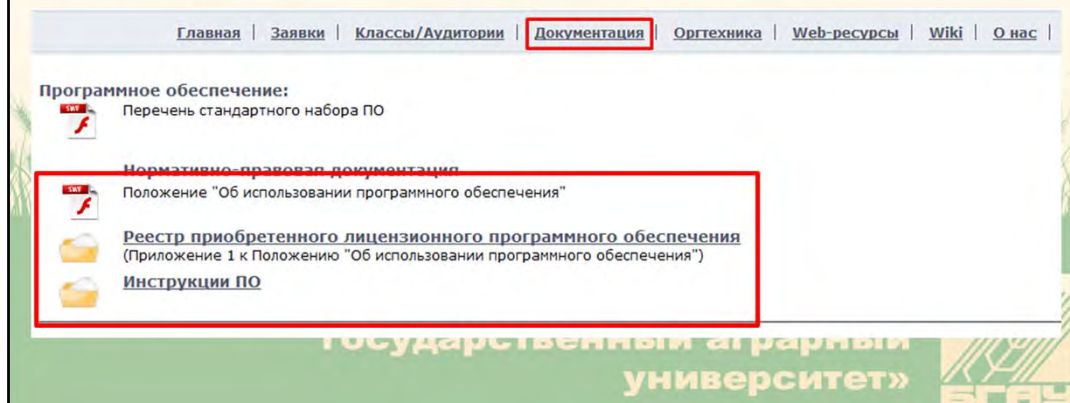 Главная | Заявки | Классы/Аудитории | Документация | Оргтехника | Web-ресурсы | Wiki | О нас |
Программное обеспечение:
SWF
Перечень стандартного набора ПО
Нормативно-правовая документация
SWF
Положение "Об использовании программного обеспечения"
Реестр приобретенного лицензионного программного обеспечения
(Приложение 1 к Положению "Об использовании программного обеспечения")
Инструкции ПО
государственный аграрный
университет»
БГАУ